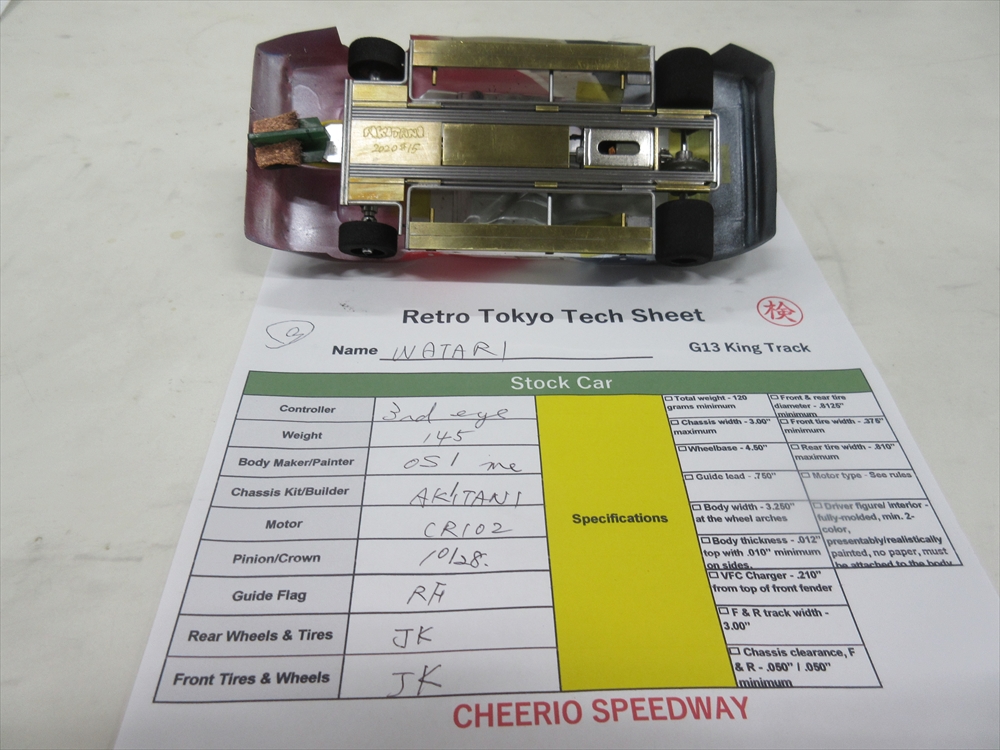 AKITANI
2020 #15
Retro Tokyo Tech Sheet
検
Name WATARI
G13 King Track
Stock Car
Controller 3rd eye
Weight 145
Body Maker/Painter OSI me
Chassis Kit/Builder AKITANI
Motor CR102
Pinion/Crown 10/28.
Guide Flag RF
Rear Wheels & Tires JK
Front Tires & Wheels JK
Specifications
Total weight - 120
grams minimum
Chassis width - 3.00"
maximum
Wheelbase - 4.50"
Guide lead - .750"
Body width - 3.250"
at the wheel arches
Body thickness - .012"
top with .010" minimum
on sides.
VFC Charger - .210"
from top of front fender
F & R track width -
3.00"
Chassis clearance, F
& R - .050" / .050"
minimum
Front & rear tire
diameter - .8125"
minimum
Front tire width - .375"
minimum
Rear tire width - .810"
maximum
Motor type - See rules
Driver figure/ interior -
fully-molded, min. 2-
color,
presentably/realistically
painted, no paper, must
be attached to the body
CHEERIO SPEEDWAY